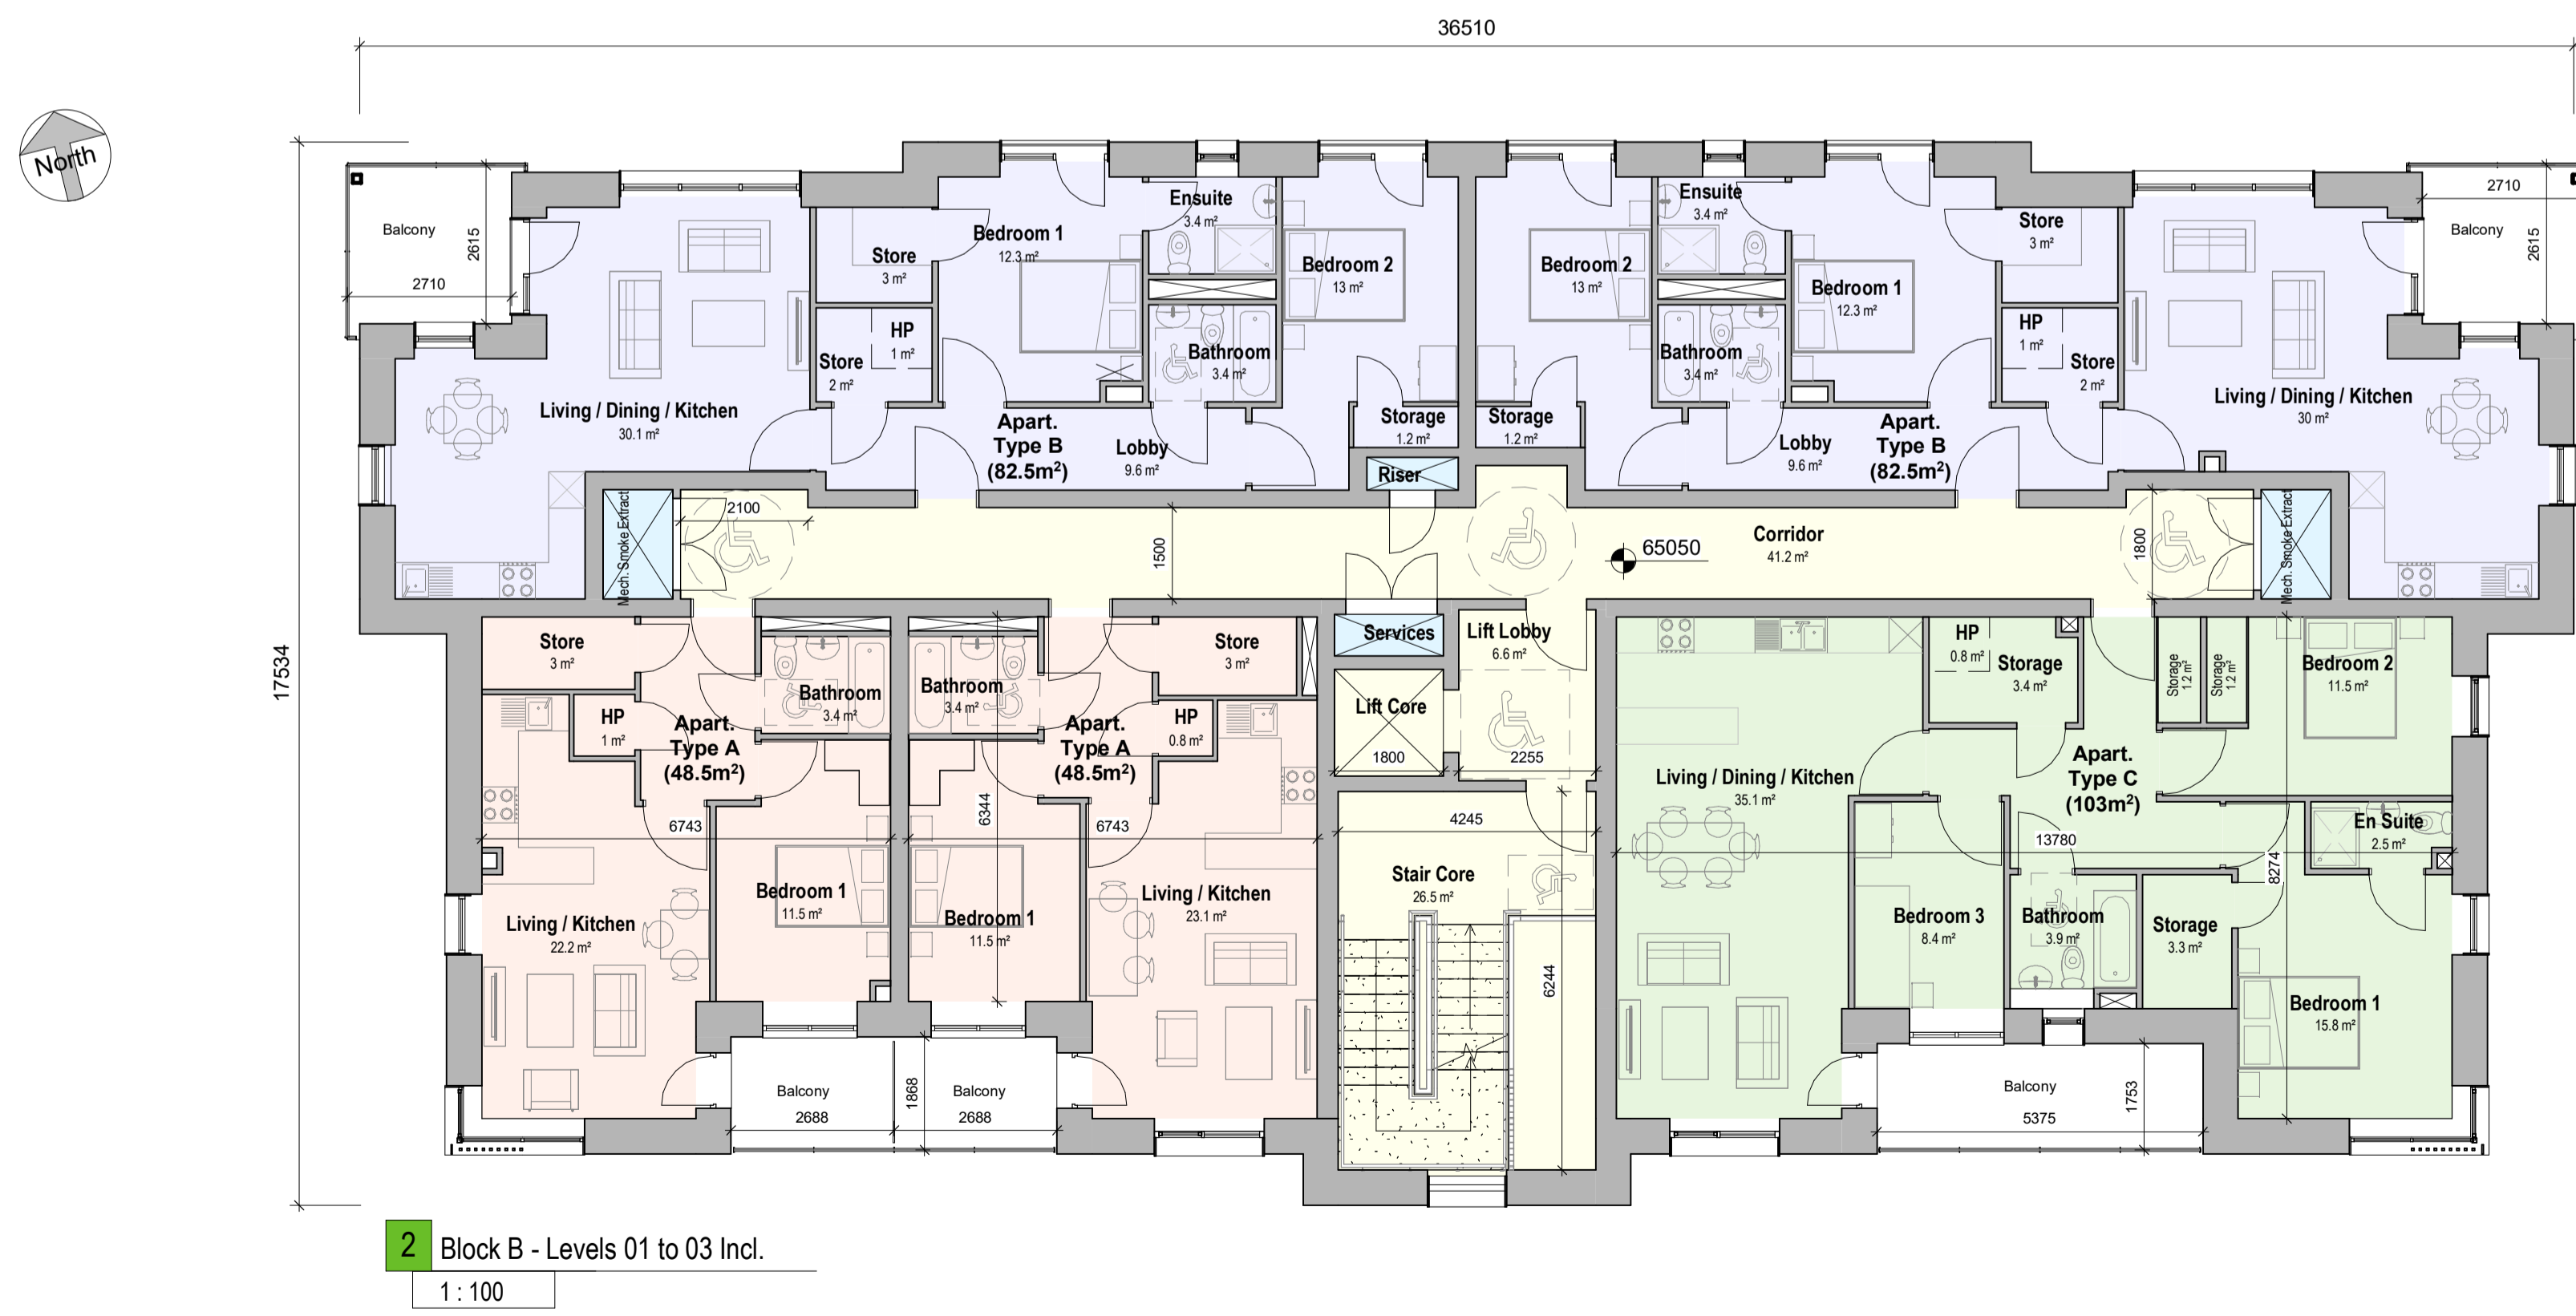 36510
North
Balcony
2615
2710
Living / Dining / Kitchen
30.1 m²
Store
3 m²
HP
1 m²
Store
2 m²
Bedroom 1
12.3 m²
Ensuite
3.4 m²
Bathroom
3.4 m²
Bedroom 2
13 m²
Storage
1.2 m²
Apart.
Type B
(82.5m²)
Lobby
9.6 m²
Bedroom 2
13 m²
Storage
1.2 m²
Ensuite
3.4 m²
Bathroom
3.4 m²
Bedroom 1
12.3 m²
Lobby
9.6 m²
Apart.
Type B
(82.5m²)
Store
3 m²
HP
1 m²
Store
2 m²
Living / Dining / Kitchen
30 m²
2710
Balcony
2615
Mech. Smoke Extract
2100
1500
Riser
65050
Corridor
41.2 m²
1800
Mech. Smoke Extract
17534
Store
3 m²
HP
1 m²
Apart.
Type A
(48.5m²)
Bathroom
3.4 m²
6743
Bedroom 1
11.5 m²
Living / Kitchen
22.2 m²
Bathroom
3.4 m²
Store
3 m²
HP
0.8 m²
Apart.
Type A
(48.5m²)
6344
6743
Bedroom 1
11.5 m²
Living / Kitchen
23.1 m²
Balcony
2688
1868
Balcony
2688
Services
Lift Lobby
6.6 m²
Lift Core
1800
2255
4245
Stair Core
26.5 m²
6244
Living / Dining / Kitchen
35.1 m²
HP
0.8 m²
Storage
3.4 m²
Storage
1.2 m²
Storage
1.2 m²
Bedroom 2
11.5 m²
Apart.
Type C
(103m²)
13780
En Suite
2.5 m²
8274
Bedroom 3
8.4 m²
Bathroom
3.9 m²
Storage
3.3 m²
Bedroom 1
15.8 m²
Balcony
1753
5375
2 Block B - Levels 01 to 03 Incl.
1 : 100